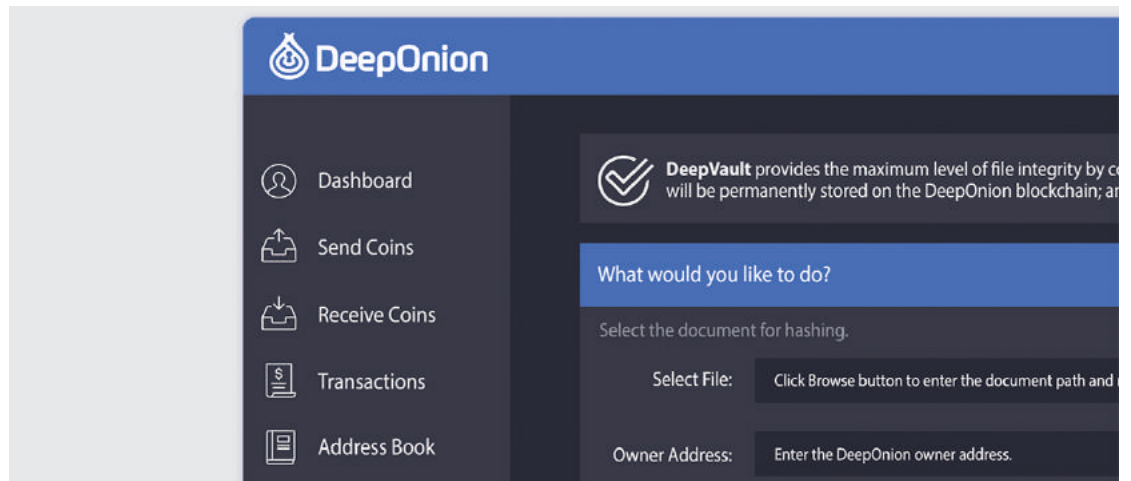 DeepOnion
Dashboard
Send Coins
Receive Coins
Transactions
Address Book
DeepVault provides the maximum level of file integrity by
will be permanently stored on the DeepOnion blockchain;
What would you like to do?
Select the document for hashing.
Select File:
Click Browse button to enter the document path and
Owner Address:
Enter the DeepOnion owner address.